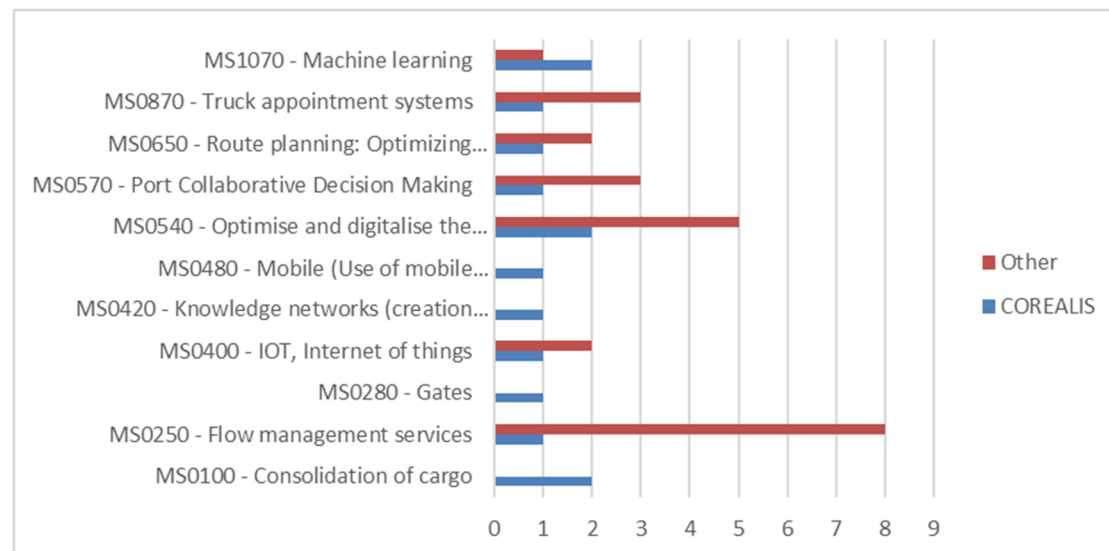 MS1070 - Machine learning
MS0870 - Truck appointment systems
MS0650 - Route planning: Optimizing...
MS0570 - Port Collaborative Decision Making
MS0540 - Optimise and digitalise the...
MS0480 - Mobile (Use of mobile...
MS0420 - Knowledge networks (creation...
MS0400 - IOT, Internet of things
MS0280 - Gates
MS0250 - Flow management services
MS0100 - Consolidation of cargo
0 1 2 3 4 5 6 7 8 9
Other
COREALIS